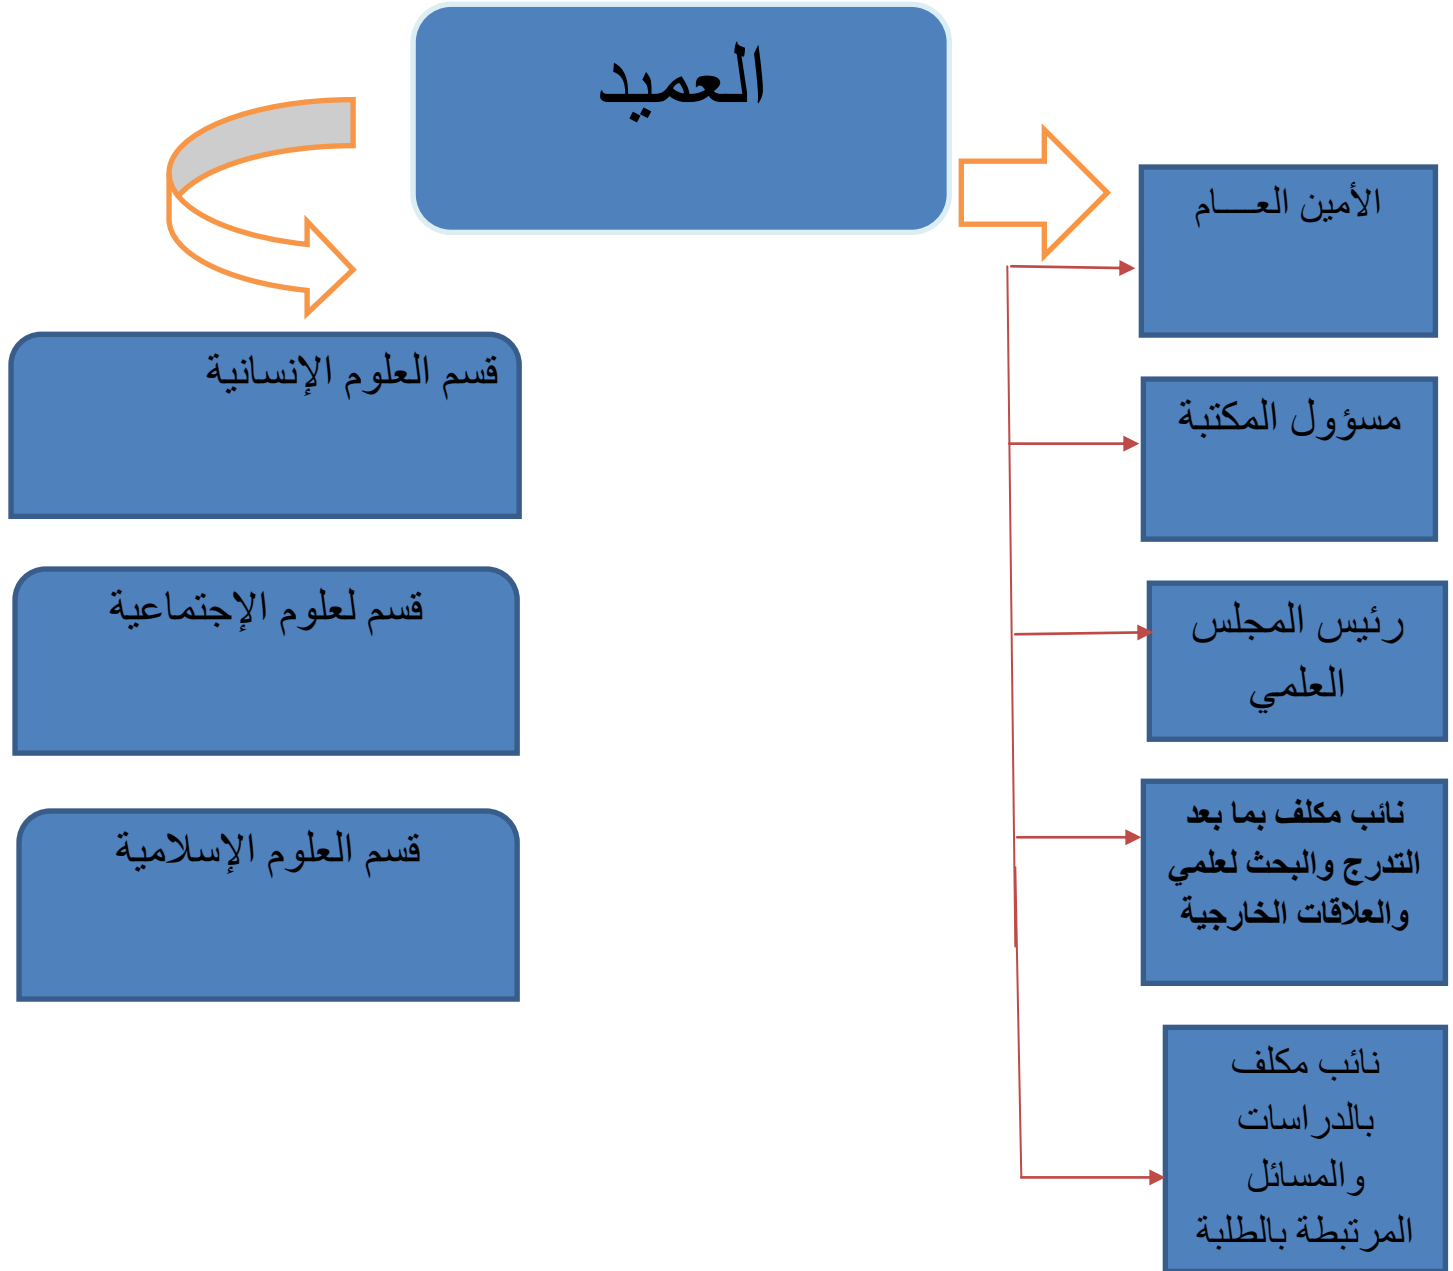 العميد
الأمين العـــام
مسؤول المكتبة
رئيس المجلس
العلمي
نائب مكلف بما بعد
التدرج والبحث لعلمي
والعلاقات الخارجية
نائب مكلف
بالدراسات
والمسائل
المرتبطة بالطلبة
قسم العلوم الإنسانية
قسم لعلوم الإجتماعية
قسم العلوم الإسلامية